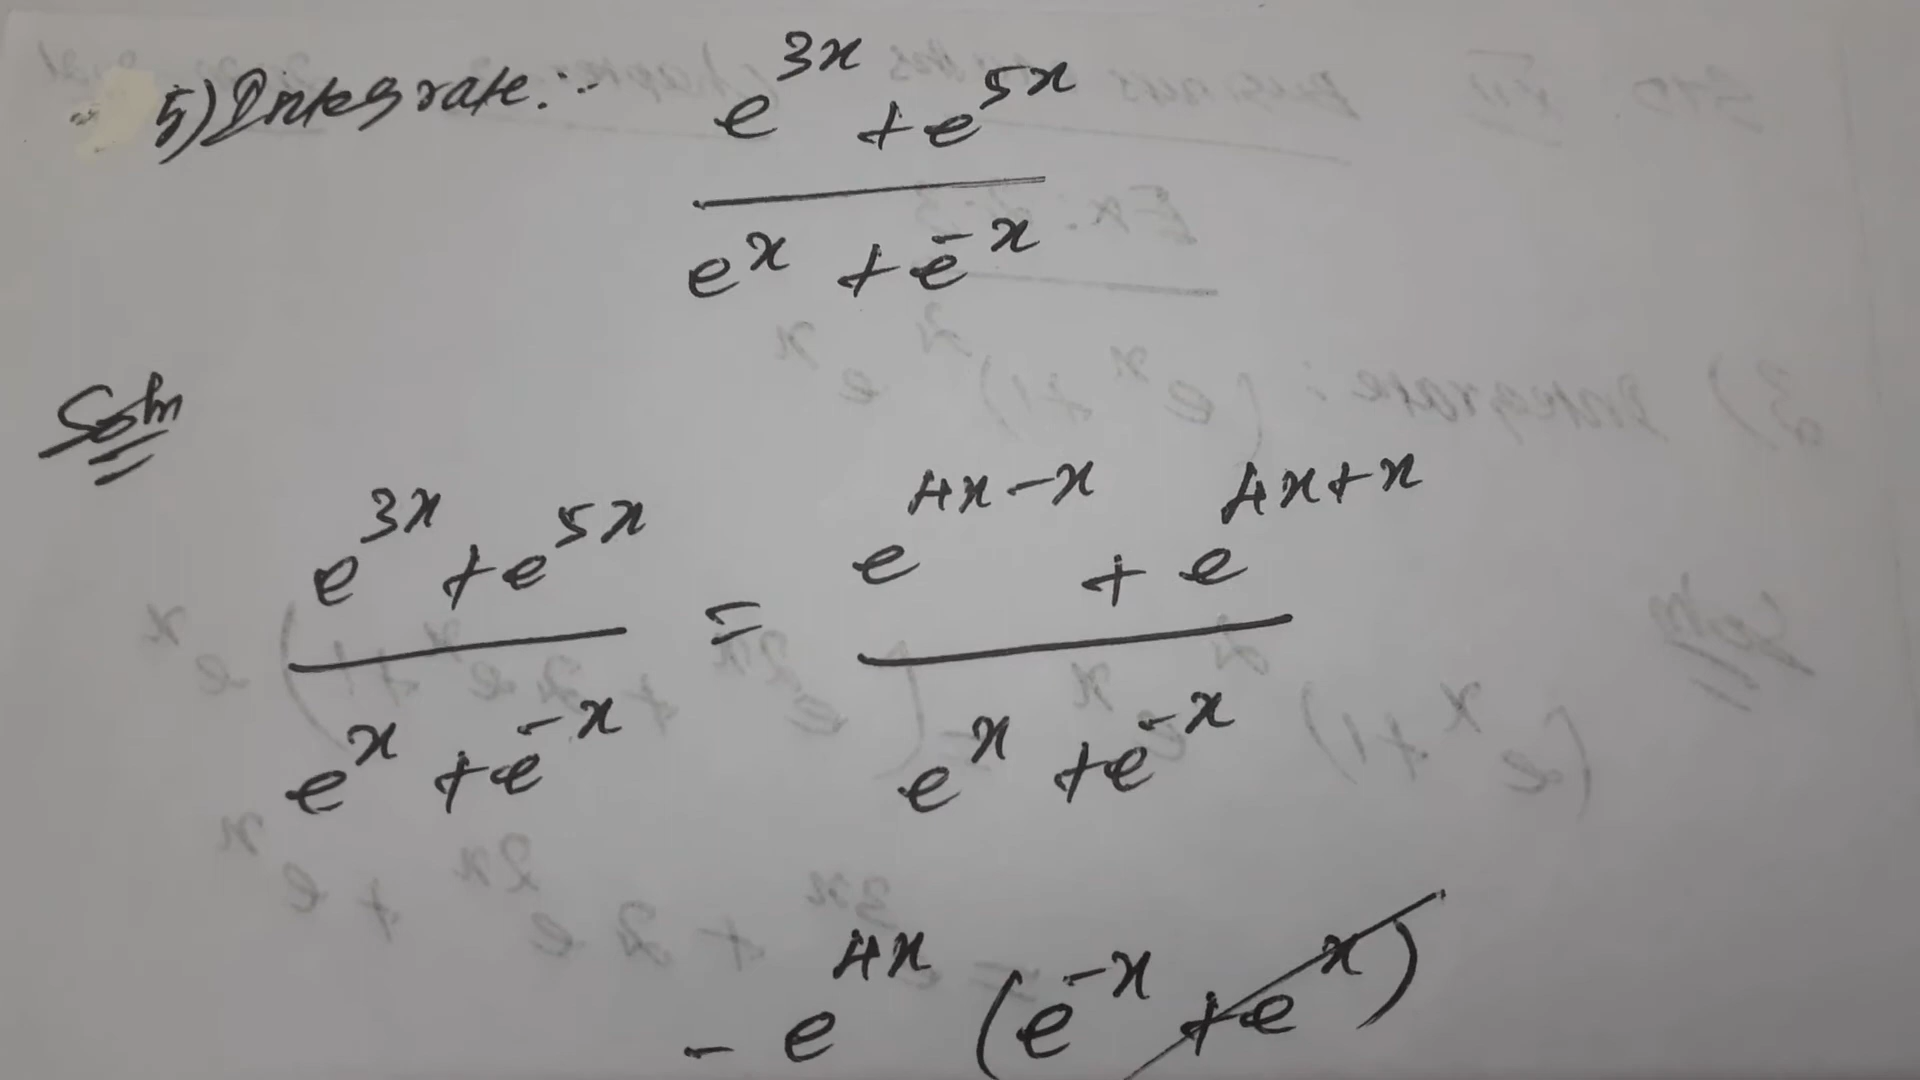 5) Integrate :- e^{3x} + e^{5x} / e^x + e^{-x}
Soln
e^{3x} + e^{5x} / e^x + e^{-x} = e^{4x-x} + e^{4x+x} / e^x + e^{-x}
= e^{4x} (e^{-x} + e^x)